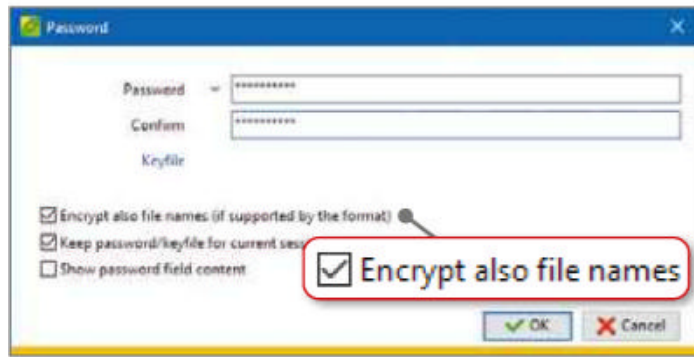 Password
Password
**********
Confirm
**********
Keyfile
Encrypt also file names (if supported by the format)
Keep password/keyfile for current sess
Show password field content
Encrypt also file names
OK
Cancel